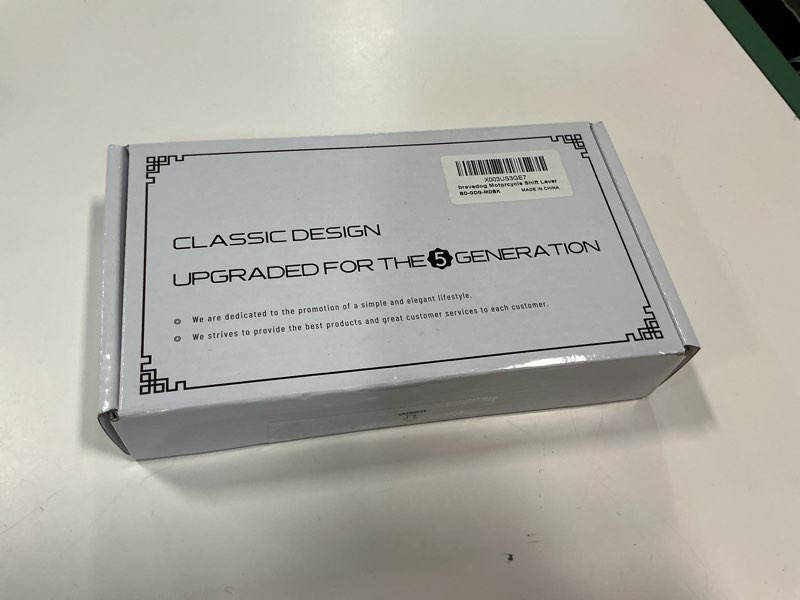 X003US3GE7
bravedog Motorcycle Shift Lever
BD-GDG-MDBK MADE IN CHINA
CLASSIC DESIGN
UPGRADED FOR THE 5 GENERATION
We are dedicated to the promotion of a simple and elegant lifestyle.
We strives to provide the best products and great customer services to each customer.